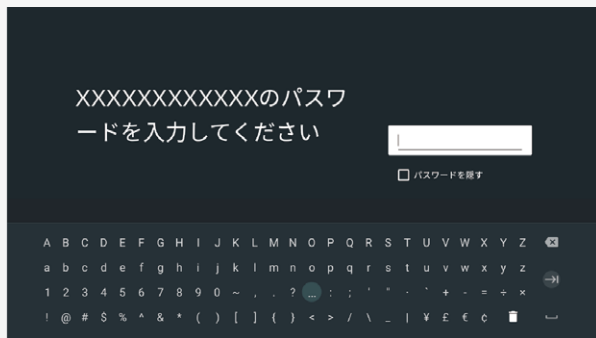 XXXXXXXXXXXXのパスワ
ードを入力してください
パスワードを隠す
A B C D E F G H I J K L M N O P Q R S T U V W X Y Z
a b c d e f g h i j k l m n o p q r s t u v w x y z
1 2 3 4 5 6 7 8 9 0 ~ , . ? … : ; ' " · ` + - = ÷ ×
! @ # $ % ^ & * ( ) [ ] { } < > / \ _ | ¥ £ € ¢